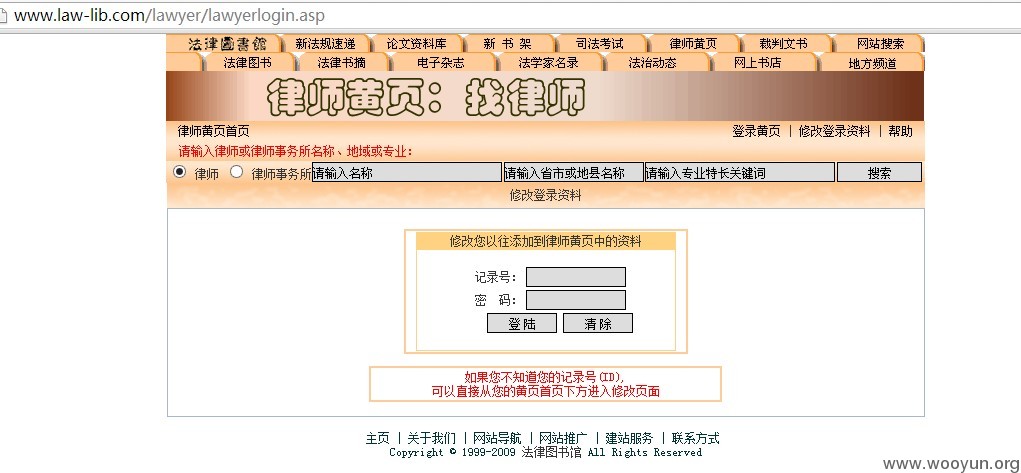 www.law-lib.com/lawyer/lawyerlogin.asp
法律圖書館 新法规速递 论文资料库 新 书 架 司法考试 律师黄页 裁判文书 网站搜索
法律图书 法律书摘 电子杂志 法学家名录 法治动态 网上书店 地方频道
律师黄页：找律师
律师黄页首页 登录黄页 | 修改登录资料 | 帮助
请输入律师或律师事务所名称、地域或专业：
律师 律师事务所 请输入名称 请输入省市或地县名称 请输入专业特长关键词 搜索
修改登录资料
修改您以往添加到律师黄页中的资料
记录号：
密 码：
登 陆 清 除
如果您不知道您的记录号(ID),
可以直接从您的黄页首页下方进入修改页面
主页 | 关于我们 | 网站导航 | 网站推广 | 建站服务 | 联系方式
Copyright © 1999-2009 法律图书馆 All Rights Reserved
www.wooyun.org